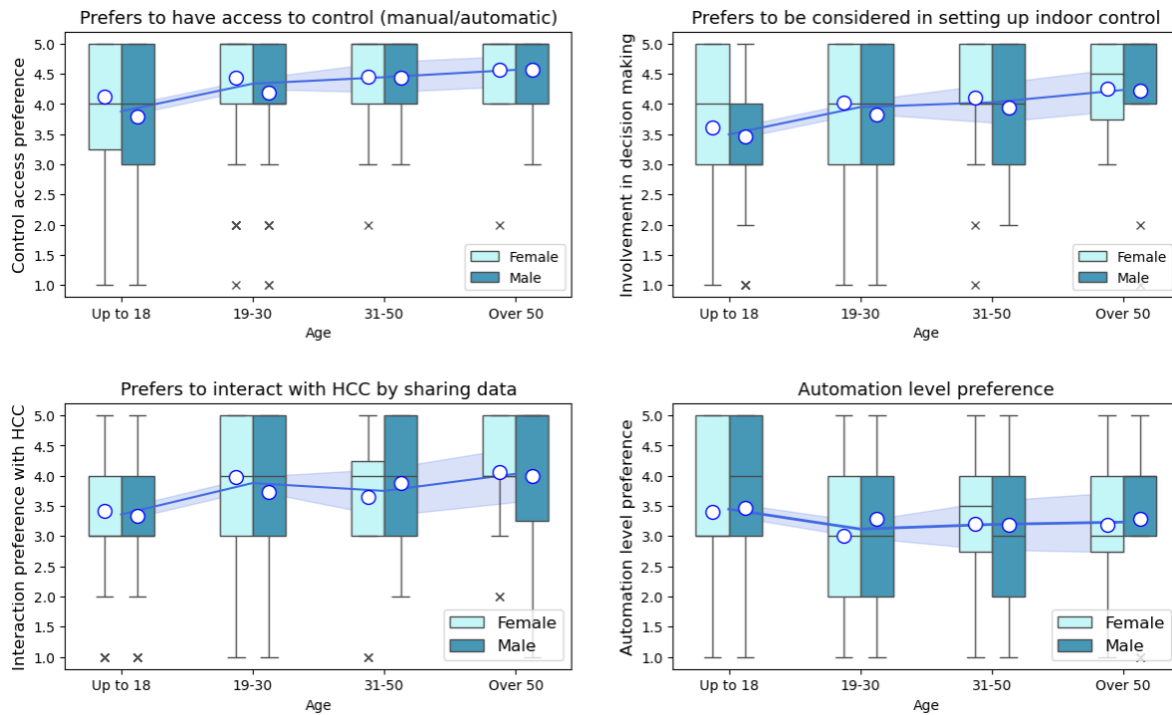 Prefers to have access to control (manual/automatic)
Control access preference
5.0
4.5
4.0
3.5
3.0
2.5
2.0
1.5
1.0
Female
Male
Up to 18 19-30 31-50 Over 50
Age
Prefers to be considered in setting up indoor control
Involvement in decision making
5.0
4.5
4.0
3.5
3.0
2.5
2.0
1.5
1.0
Female
Male
Up to 18 19-30 31-50 Over 50
Age
Prefers to interact with HCC by sharing data
Interaction preference with HCC
5.0
4.5
4.0
3.5
3.0
2.5
2.0
1.5
1.0
Female
Male
Up to 18 19-30 31-50 Over 50
Age
Automation level preference
Automation level preference
5.0
4.5
4.0
3.5
3.0
2.5
2.0
1.5
1.0
Female
Male
Up to 18 19-30 31-50 Over 50
Age